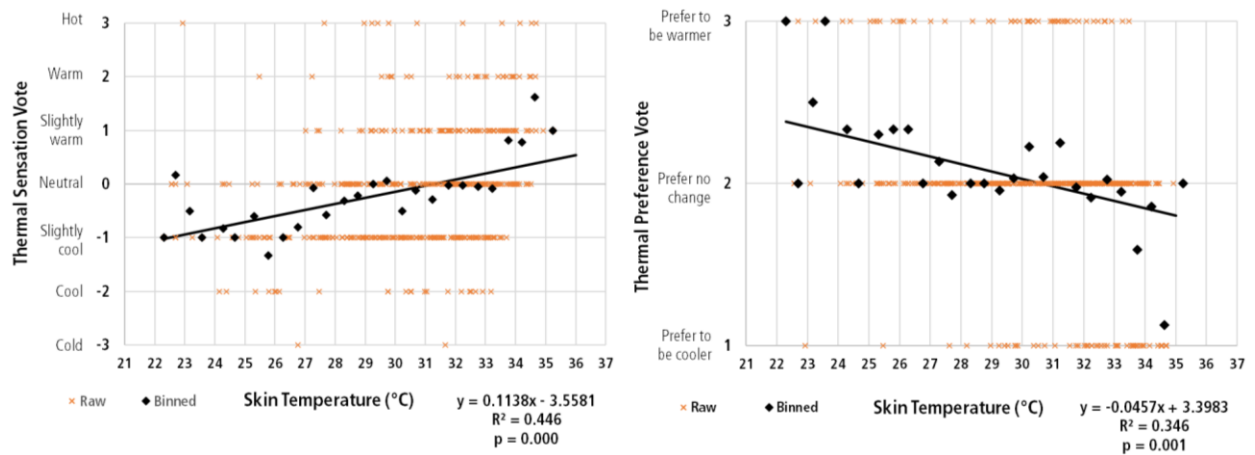 Hot 3
Warm 2
Slightly
warm 1
Neutral 0
Slightly
cool -1
Cool -2
Cold -3
Thermal Sensation Vote
21 22 23 24 25 26 27 28 29 30 31 32 33 34 35 36 37
× Raw ◆ Binned Skin Temperature (°C) y = 0.1138x - 3.5581
R² = 0.446
p = 0.000
Prefer to
be warmer 3
Prefer no
change 2
Prefer to
be cooler 1
Thermal Preference Vote
21 22 23 24 25 26 27 28 29 30 31 32 33 34 35 36 37
× Raw ◆ Binned Skin Temperature (°C) y = -0.0457x + 3.3983
R² = 0.346
p = 0.001